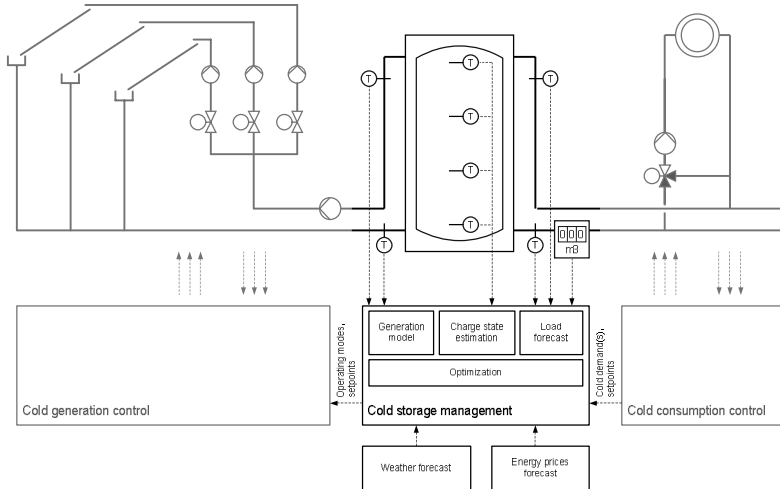 T
T
T
T
T
T
T
T
000
m3
Generation
model
Charge state
estimation
Load
forecast
Optimization
Operating modes,
setpoints
Cold demand(s),
setpoints
Cold generation control
Cold storage management
Cold consumption control
Weather forecast
Energy prices
forecast